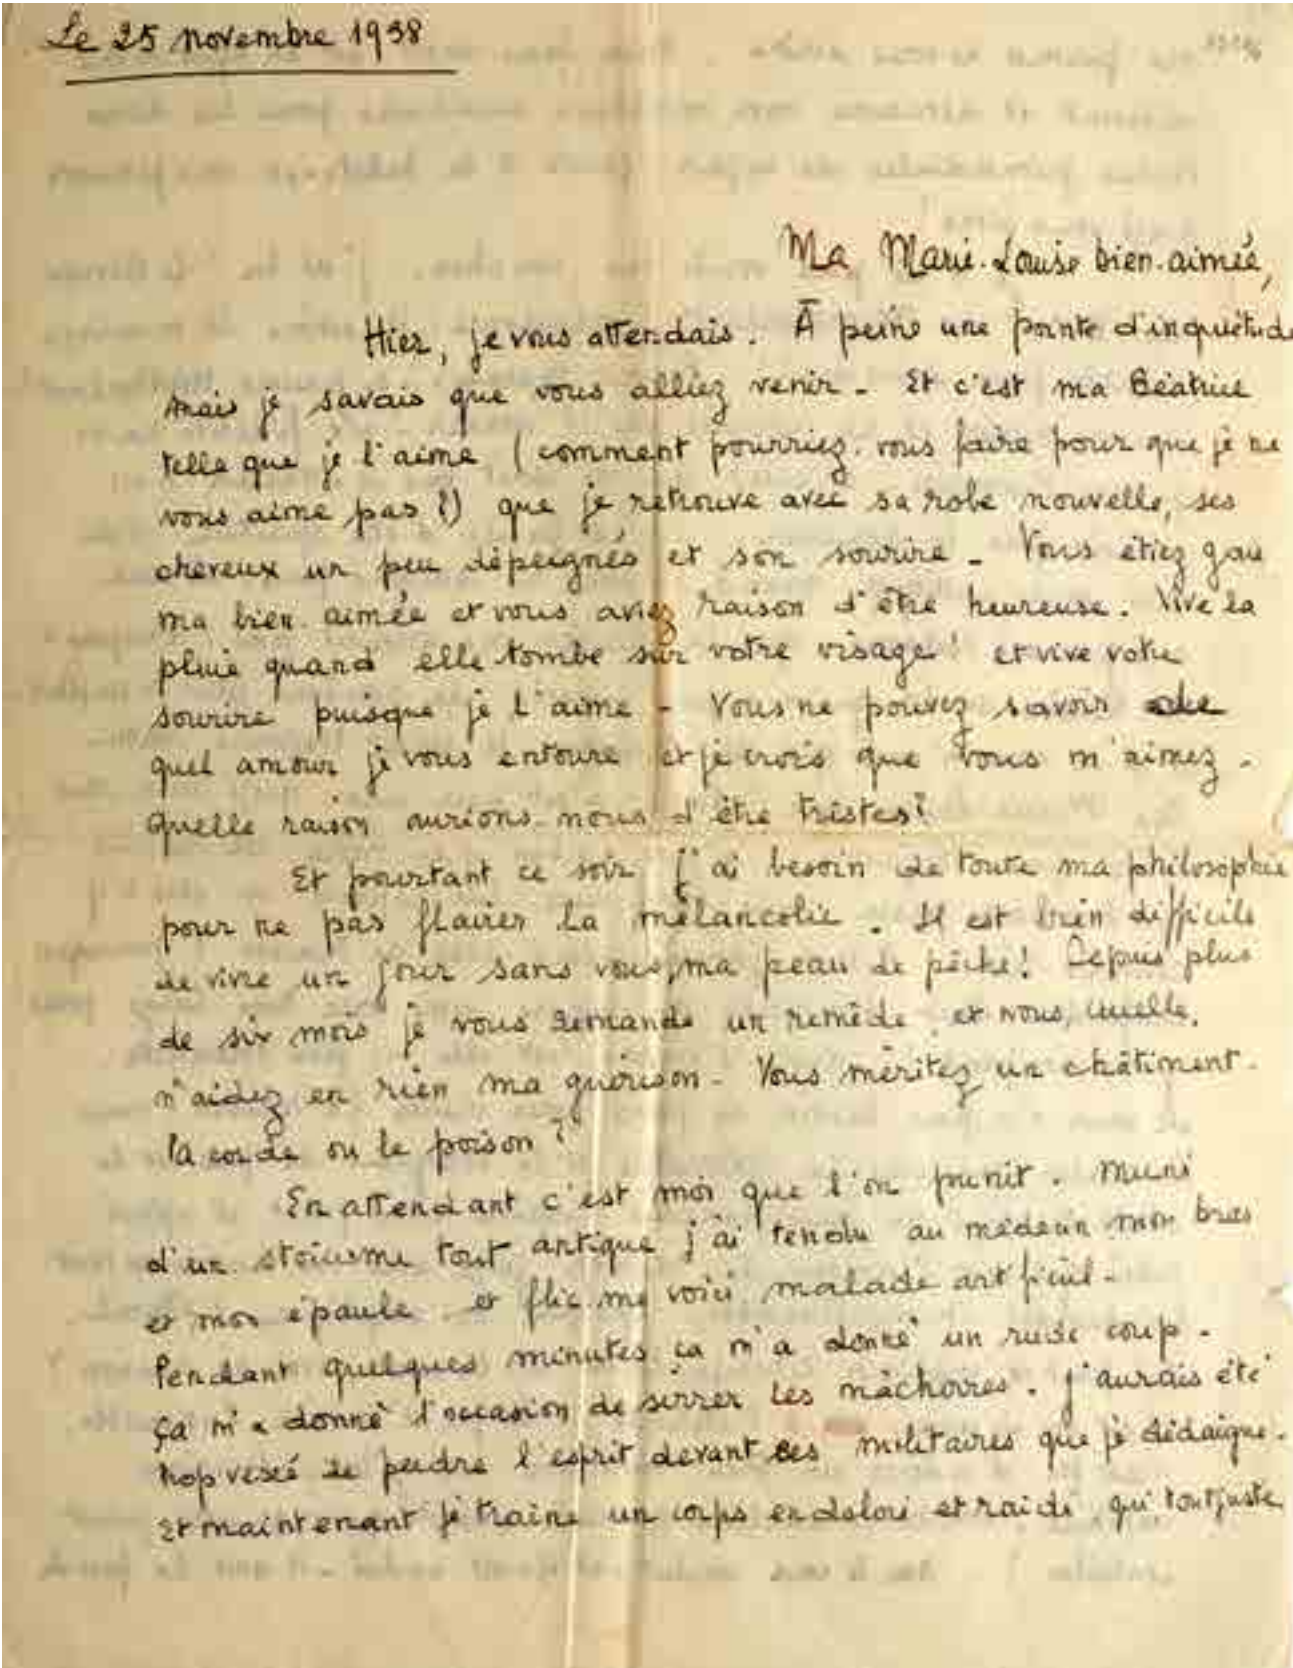 Le 25 novembre 1938
Ma Marie-Louise bien-aimée,
Hier, je vous attendais. À peine une pointe d'inquiétude
mais je savais que vous alliez venir - Et c'est ma Béatrice
telle que je l'aime (comment pourriez-vous faire pour que je ne
vous aime pas ?) que je retrouve avec sa robe nouvelle, ses
cheveux un peu dépeignés et son sourire - Vous étiez gaie
ma bien aimée et vous aviez raison d'être heureuse. Vive la
pluie quand elle tombe sur votre visage ! et vive votre
sourire puisque je l'aime - Vous ne pouvez savoir de
quel amour je vous entoure et je crois que vous m'aimez -
Quelle raison aurions-nous d'être tristes ?
Et pourtant ce soir j'ai besoin de toute ma philosophie
pour ne pas flairer la mélancolie. Il est bien difficile
de vivre un jour sans vous, ma peau de pêche ! Depuis plus
de six mois je vous demande un remède et vous, cruelle,
n'aidez en rien ma guérison - Vous méritez un châtiment -
la corde ou le poison ?
En attendant c'est moi que l'on punit. Muni
d'un stoïcisme tout antique j'ai tendu au médecin mon bras
et mon épaule et flic me voici malade artificiel -
Pendant quelques minutes ça m'a donné un rude coup -
Ça m'a donné l'occasion de serrer les mâchoires. J'aurais été
trop vexé de perdre l'esprit devant ces militaires que je dédaigne -
Et maintenant je traine un corps endolori et raidi qui tout juste